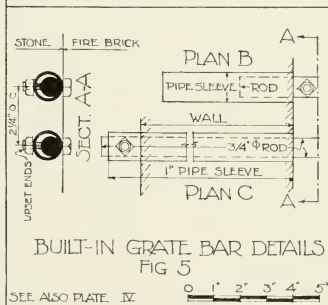 STONE FIRE BRICK
A
PLAN B
PIPE SLEEVE ROD
2 1/4" O.C.
SECT. A-A
WALL
3/4" Φ ROD
UPSET ENDS
1" PIPE SLEEVE
PLAN C
A
BUILT-IN GRATE BAR DETAILS
FIG 5
SEE ALSO PLATE IV
0 1" 2" 3" 4" 5"